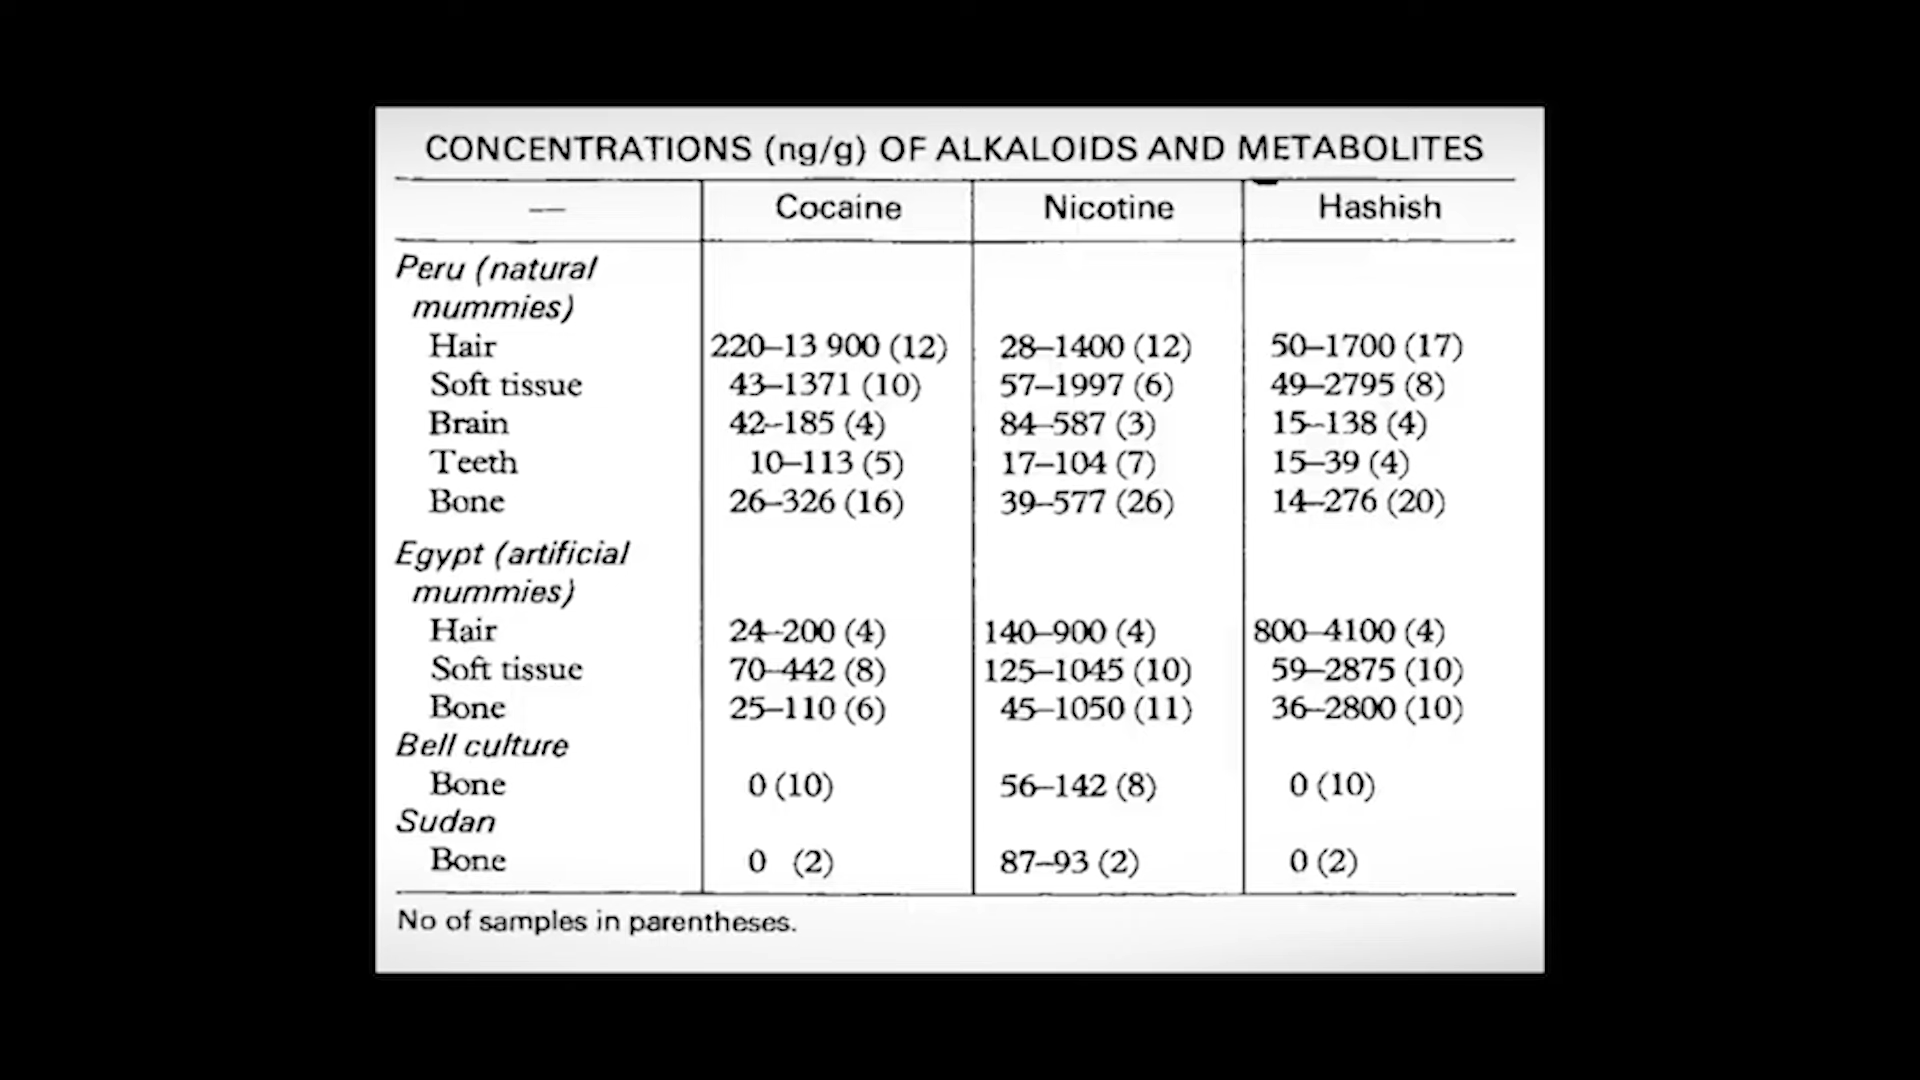 CONCENTRATIONS (ng/g) OF ALKALOIDS AND METABOLITES
— Cocaine Nicotine Hashish
Peru (natural
mummies)
Hair 220–13 900 (12) 28–1400 (12) 50–1700 (17)
Soft tissue 43–1371 (10) 57–1997 (6) 49–2795 (8)
Brain 42–185 (4) 84–587 (3) 15–138 (4)
Teeth 10–113 (5) 17–104 (7) 15–39 (4)
Bone 26–326 (16) 39–577 (26) 14–276 (20)
Egypt (artificial
mummies)
Hair 24–200 (4) 140–900 (4) 800–4100 (4)
Soft tissue 70–442 (8) 125–1045 (10) 59–2875 (10)
Bone 25–110 (6) 45–1050 (11) 36–2800 (10)
Bell culture
Bone 0 (10) 56–142 (8) 0 (10)
Sudan
Bone 0 (2) 87–93 (2) 0 (2)
No of samples in parentheses.